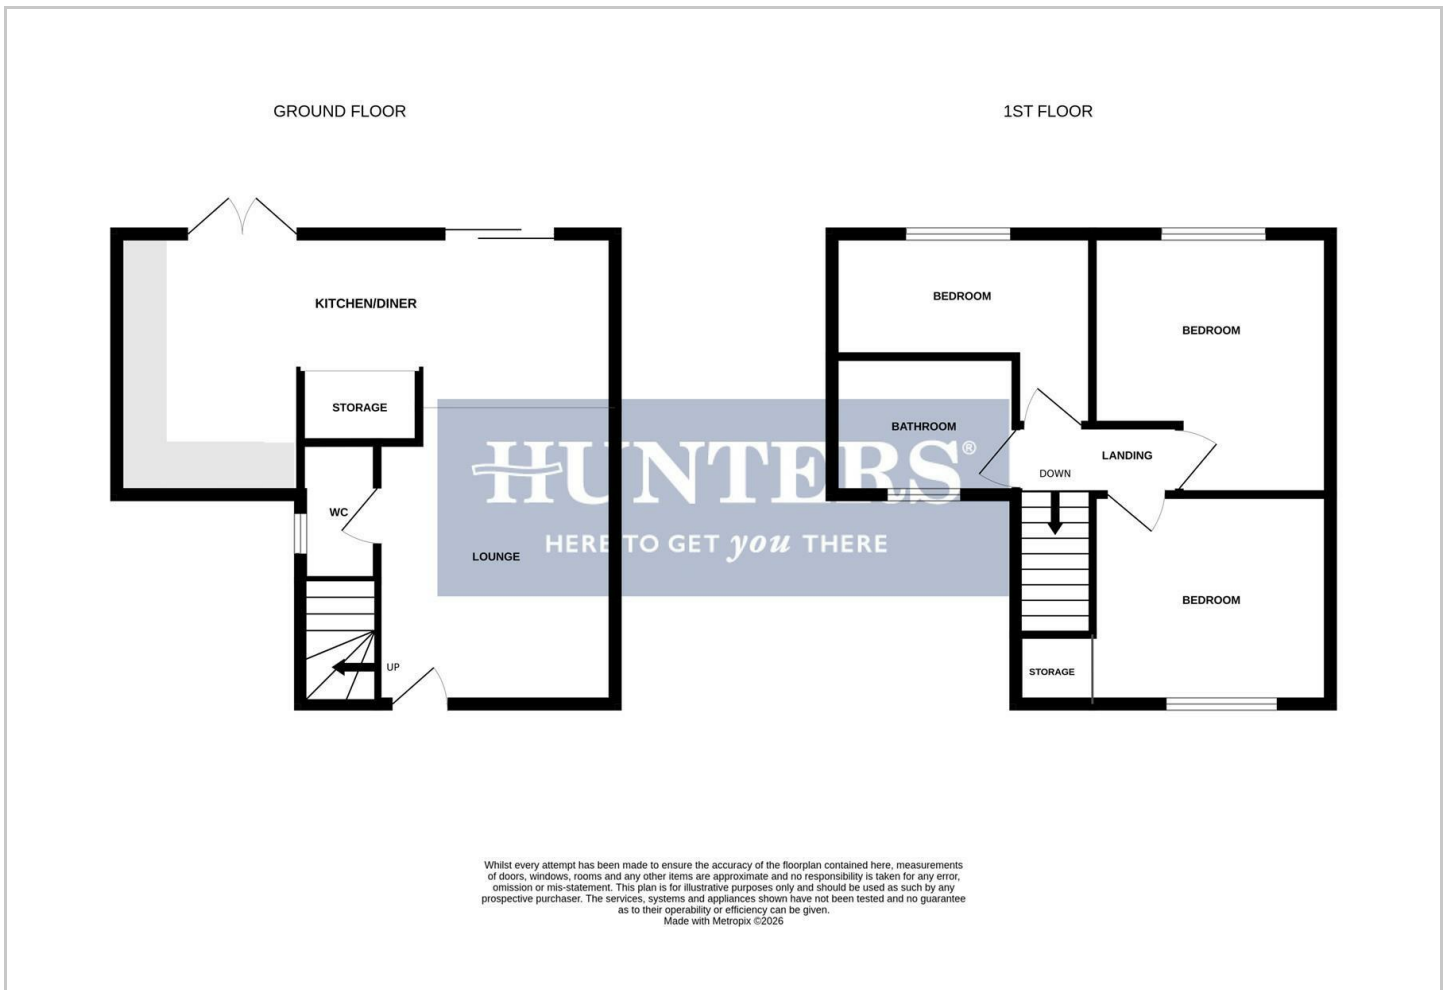 GROUND FLOOR
1ST FLOOR
KITCHEN/DINER
STORAGE
WC
LOUNGE
UP
BEDROOM
BEDROOM
BATHROOM
LANDING
DOWN
BEDROOM
STORAGE
HUNTERS®
HERE TO GET you THERE
Whilst every attempt has been made to ensure the accuracy of the floorplan contained here, measurements
of doors, windows, rooms and any other items are approximate and no responsibility is taken for any error,
omission or mis-statement. This plan is for illustrative purposes only and should be used as such by any
prospective purchaser. The services, systems and appliances shown have not been tested and no guarantee
as to their operability or efficiency can be given.
Made with Metropix ©2026